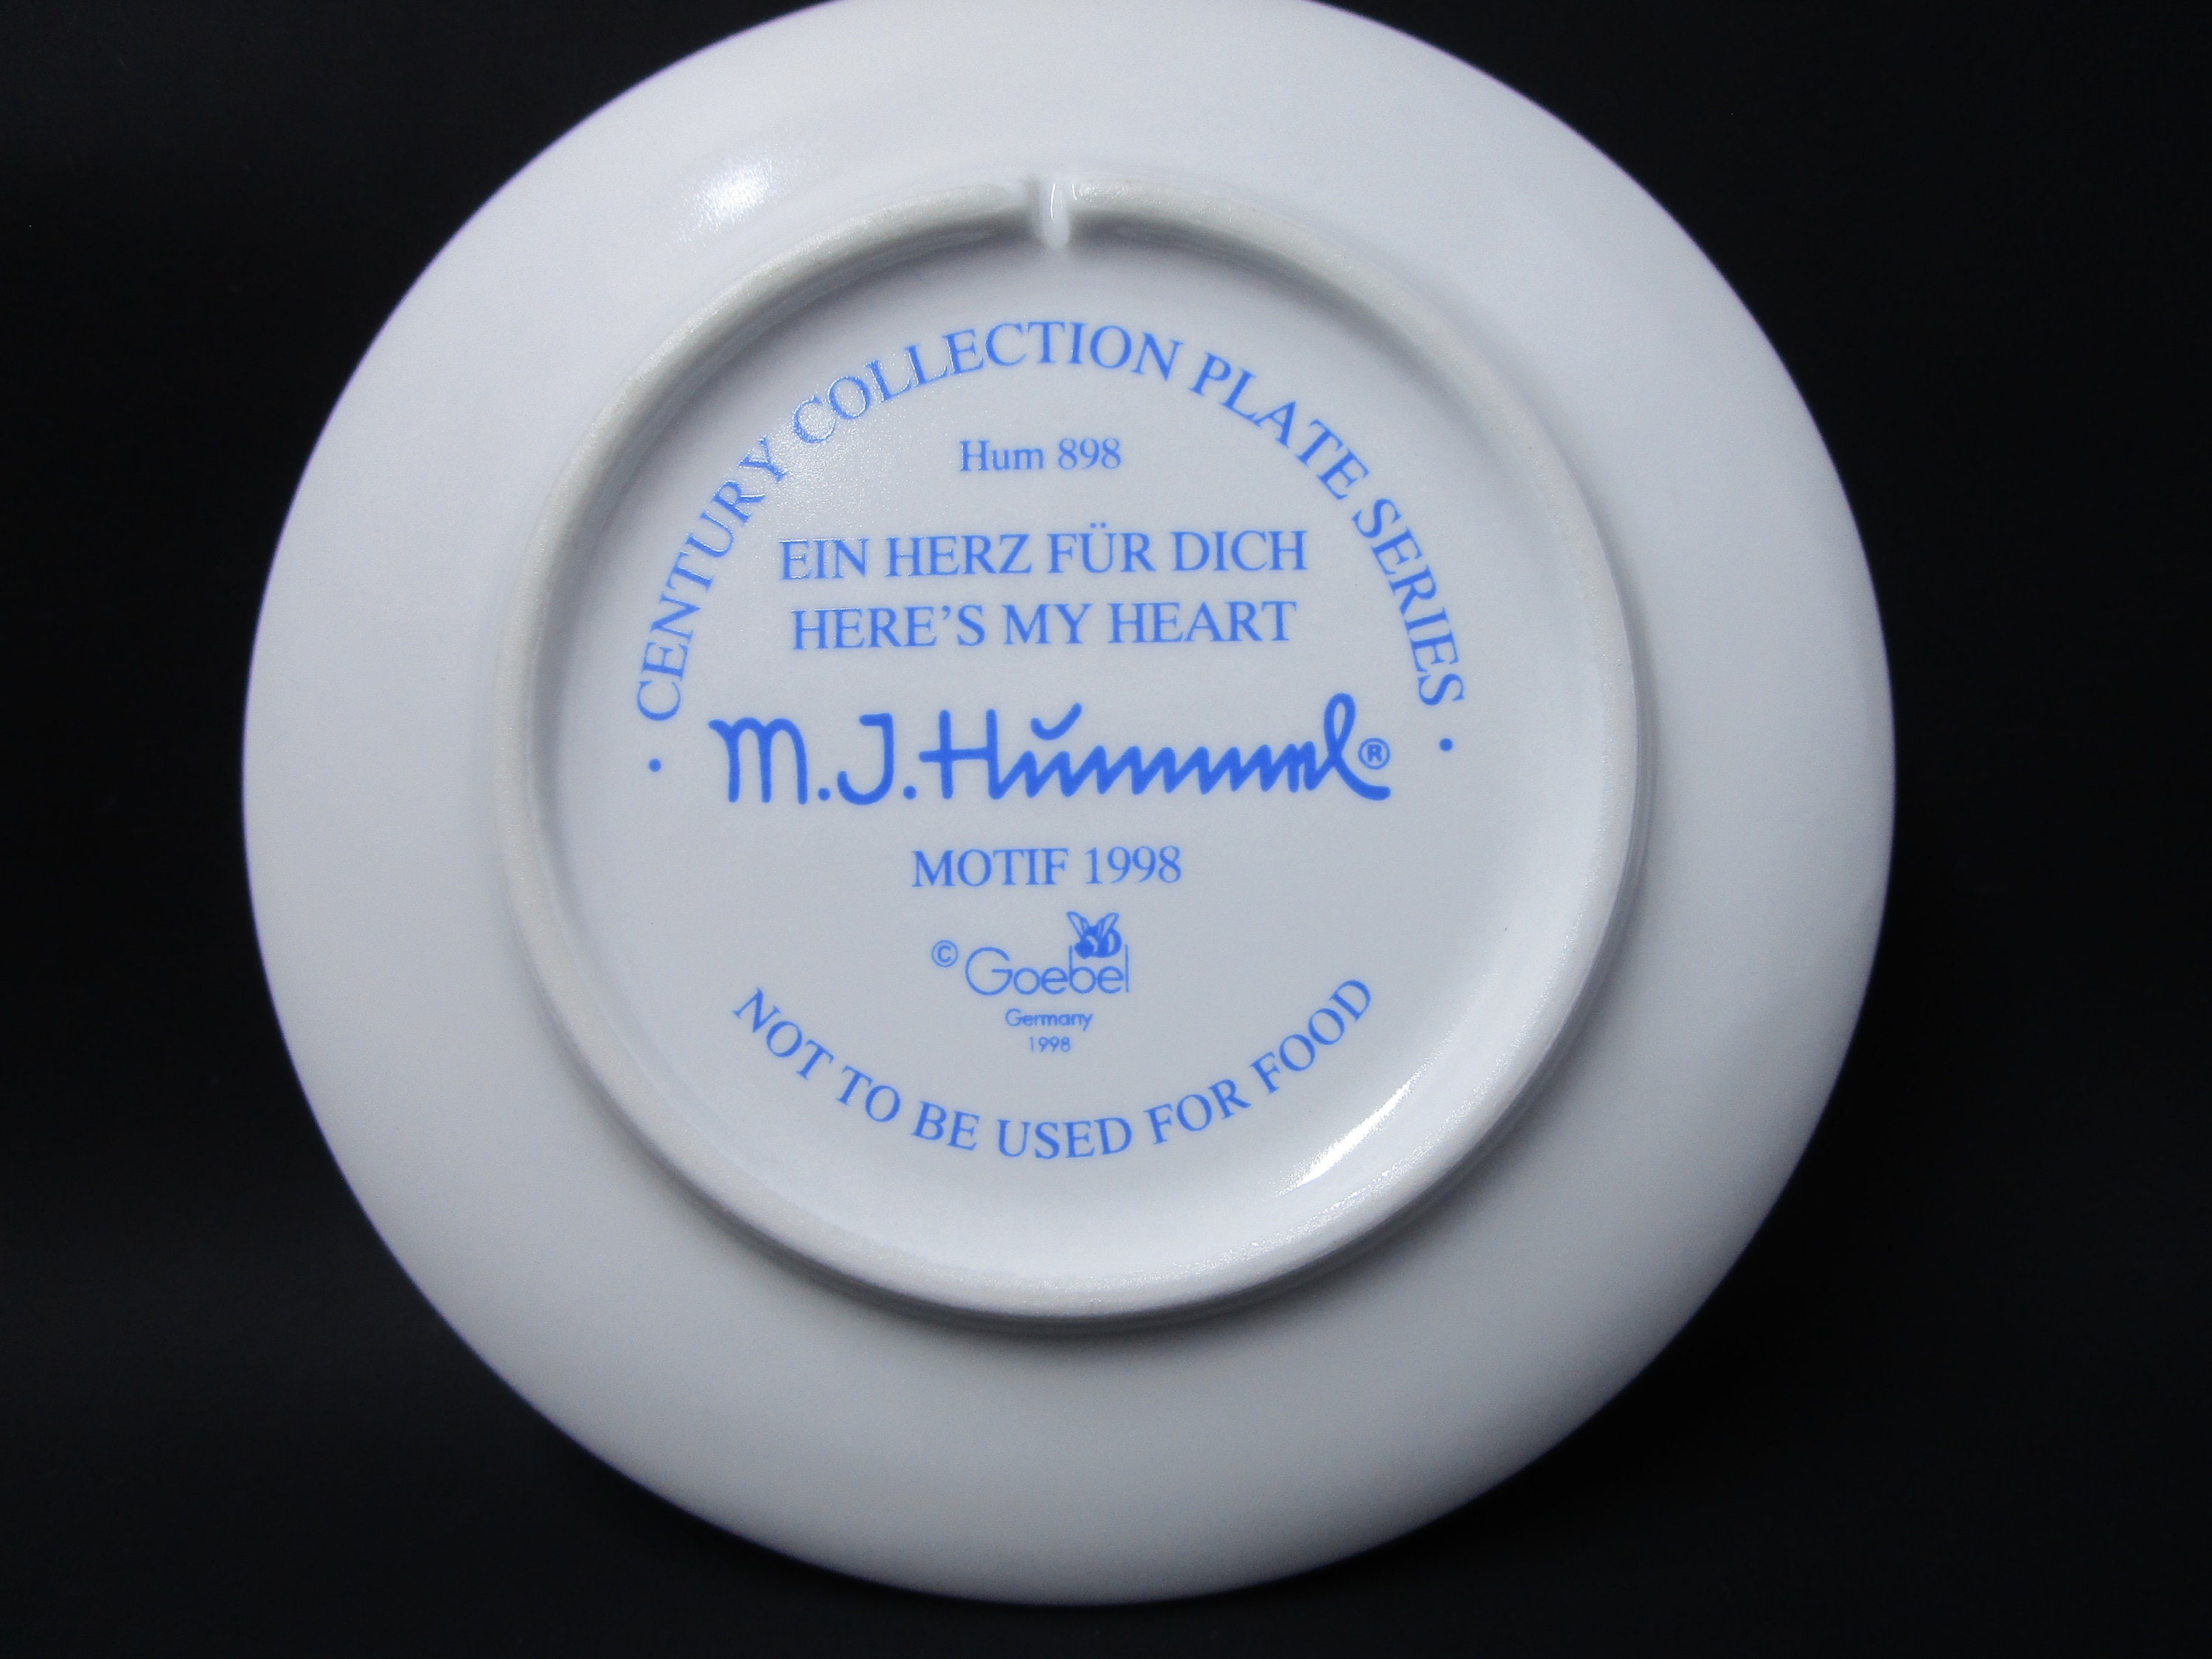 CENTURY COLLECTION PLATE SERIES
Hum 898
EIN HERZ FÜR DICH
HERE'S MY HEART
M.J. Hummel®
MOTIF 1998
© Goebel
Germany
1998
NOT TO BE USED FOR FOOD